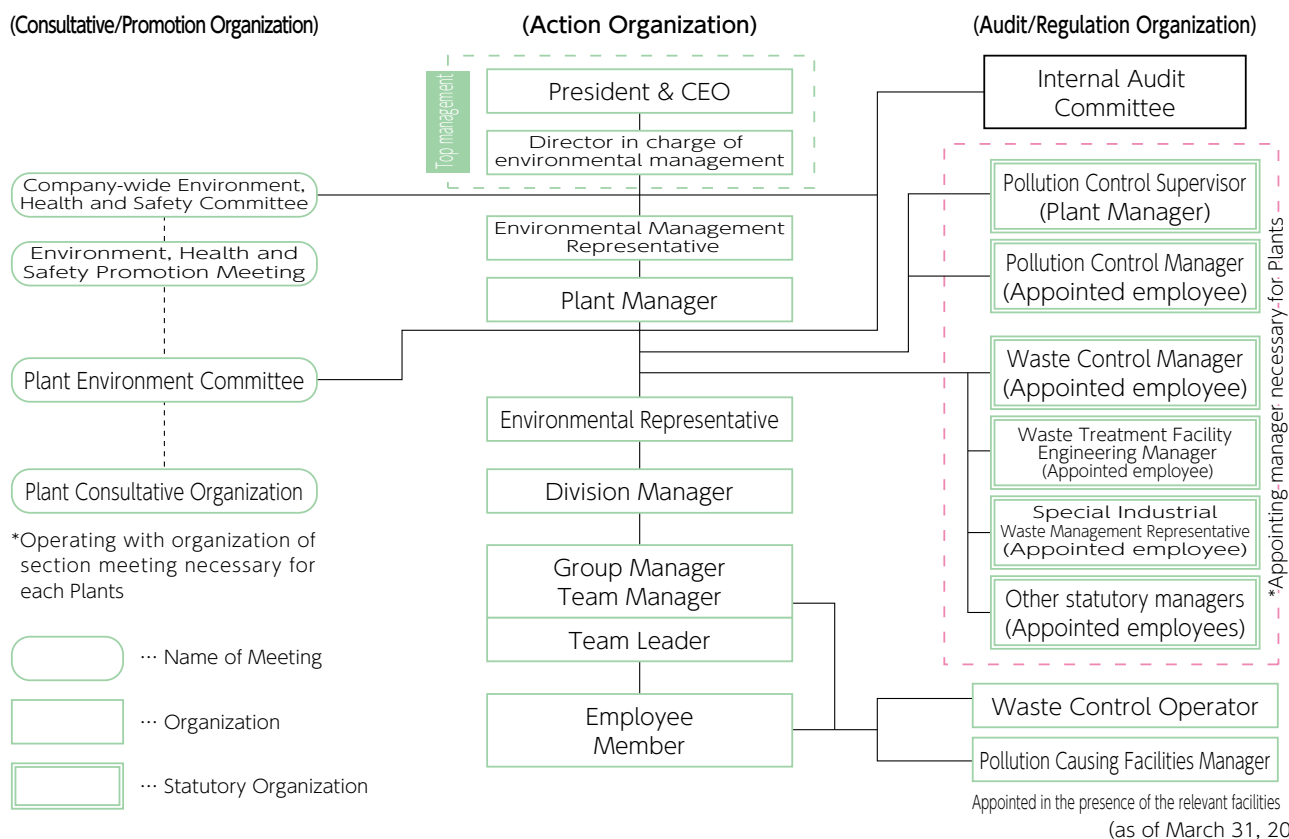 (Consultative/Promotion Organization)
(Action Organization)
(Audit/Regulation Organization)
Top management
President & CEO
Director in charge of
environmental management
Internal Audit
Committee
Company-wide Environment,
Health and Safety Committee
Environment, Health and
Safety Promotion Meeting
Plant Environment Committee
Plant Consultative Organization
*Operating with organization of
section meeting necessary for
each Plants
Environmental Management
Representative
Plant Manager
Environmental Representative
Division Manager
Group Manager
Team Manager
Team Leader
Employee
Member
Pollution Control Supervisor
(Plant Manager)
Pollution Control Manager
(Appointed employee)
Waste Control Manager
(Appointed employee)
Waste Treatment Facility
Engineering Manager
(Appointed employee)
Special Industrial
Waste Management Representative
(Appointed employee)
Other statutory managers
(Appointed employees)
*Appointing manager necessary for Plants
Waste Control Operator
Pollution Causing Facilities Manager
Appointed in the presence of the relevant facilities
(as of March 31, 20
··· Name of Meeting
··· Organization
··· Statutory Organization